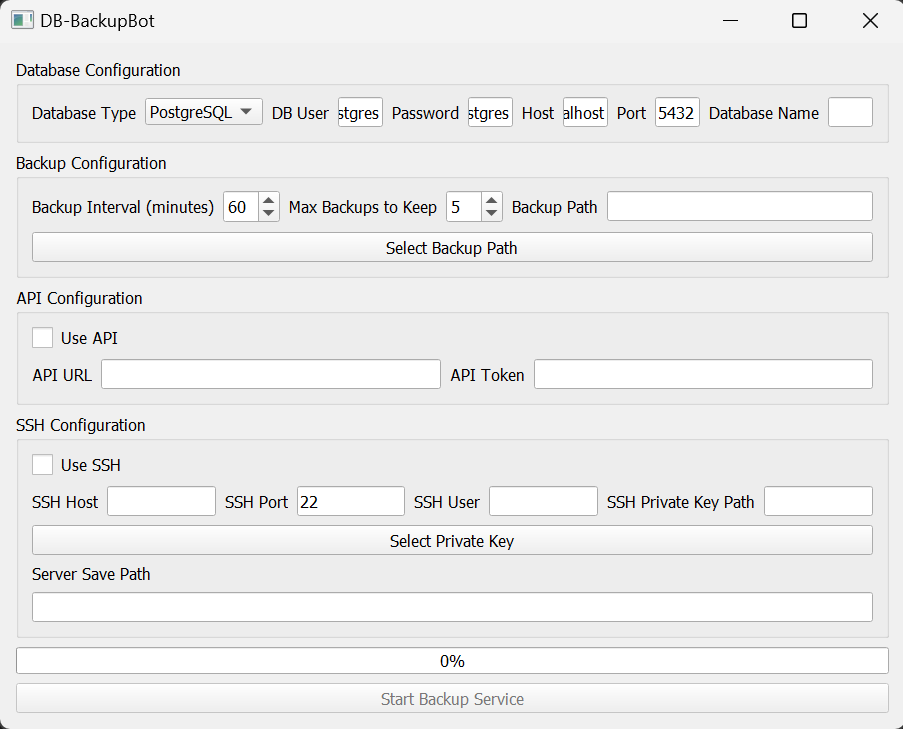 DB-BackupBot
Database Configuration
Database Type PostgreSQL DB User stgres Password stgres Host alhost Port 5432 Database Name
Backup Configuration
Backup Interval (minutes) 60 Max Backups to Keep 5 Backup Path
Select Backup Path
API Configuration
Use API
API URL API Token
SSH Configuration
Use SSH
SSH Host SSH Port 22 SSH User SSH Private Key Path
Select Private Key
Server Save Path
0%
Start Backup Service